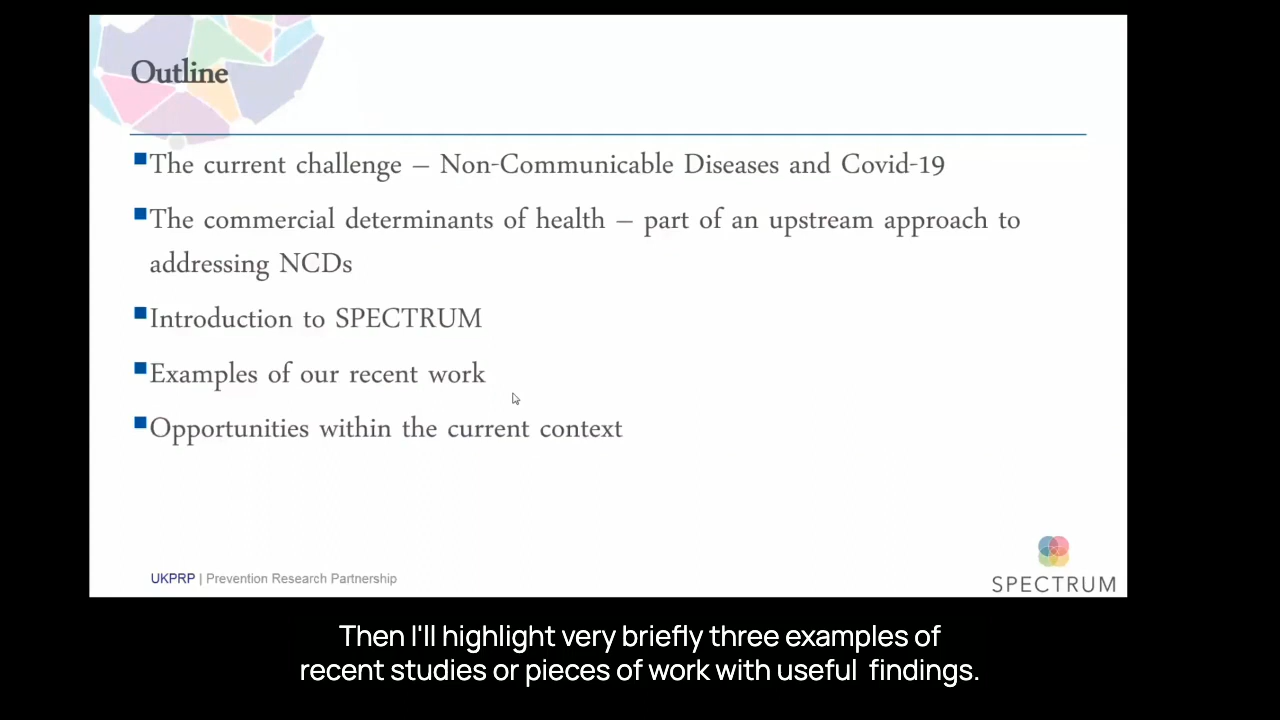 Outline
The current challenge – Non-Communicable Diseases and Covid-19
The commercial determinants of health – part of an upstream approach to
addressing NCDs
Introduction to SPECTRUM
Examples of our recent work
Opportunities within the current context
UKPRP | Prevention Research Partnership
SPECTRUM
Then I'll highlight very briefly three examples of
recent studies or pieces of work with useful findings.